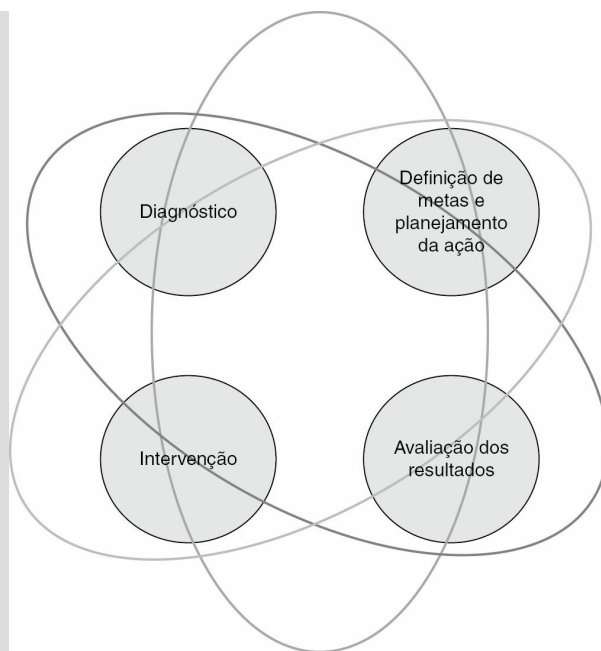 Diagnóstico
Definição de
metas e
planejamento
da ação
Intervenção
Avaliação dos
resultados